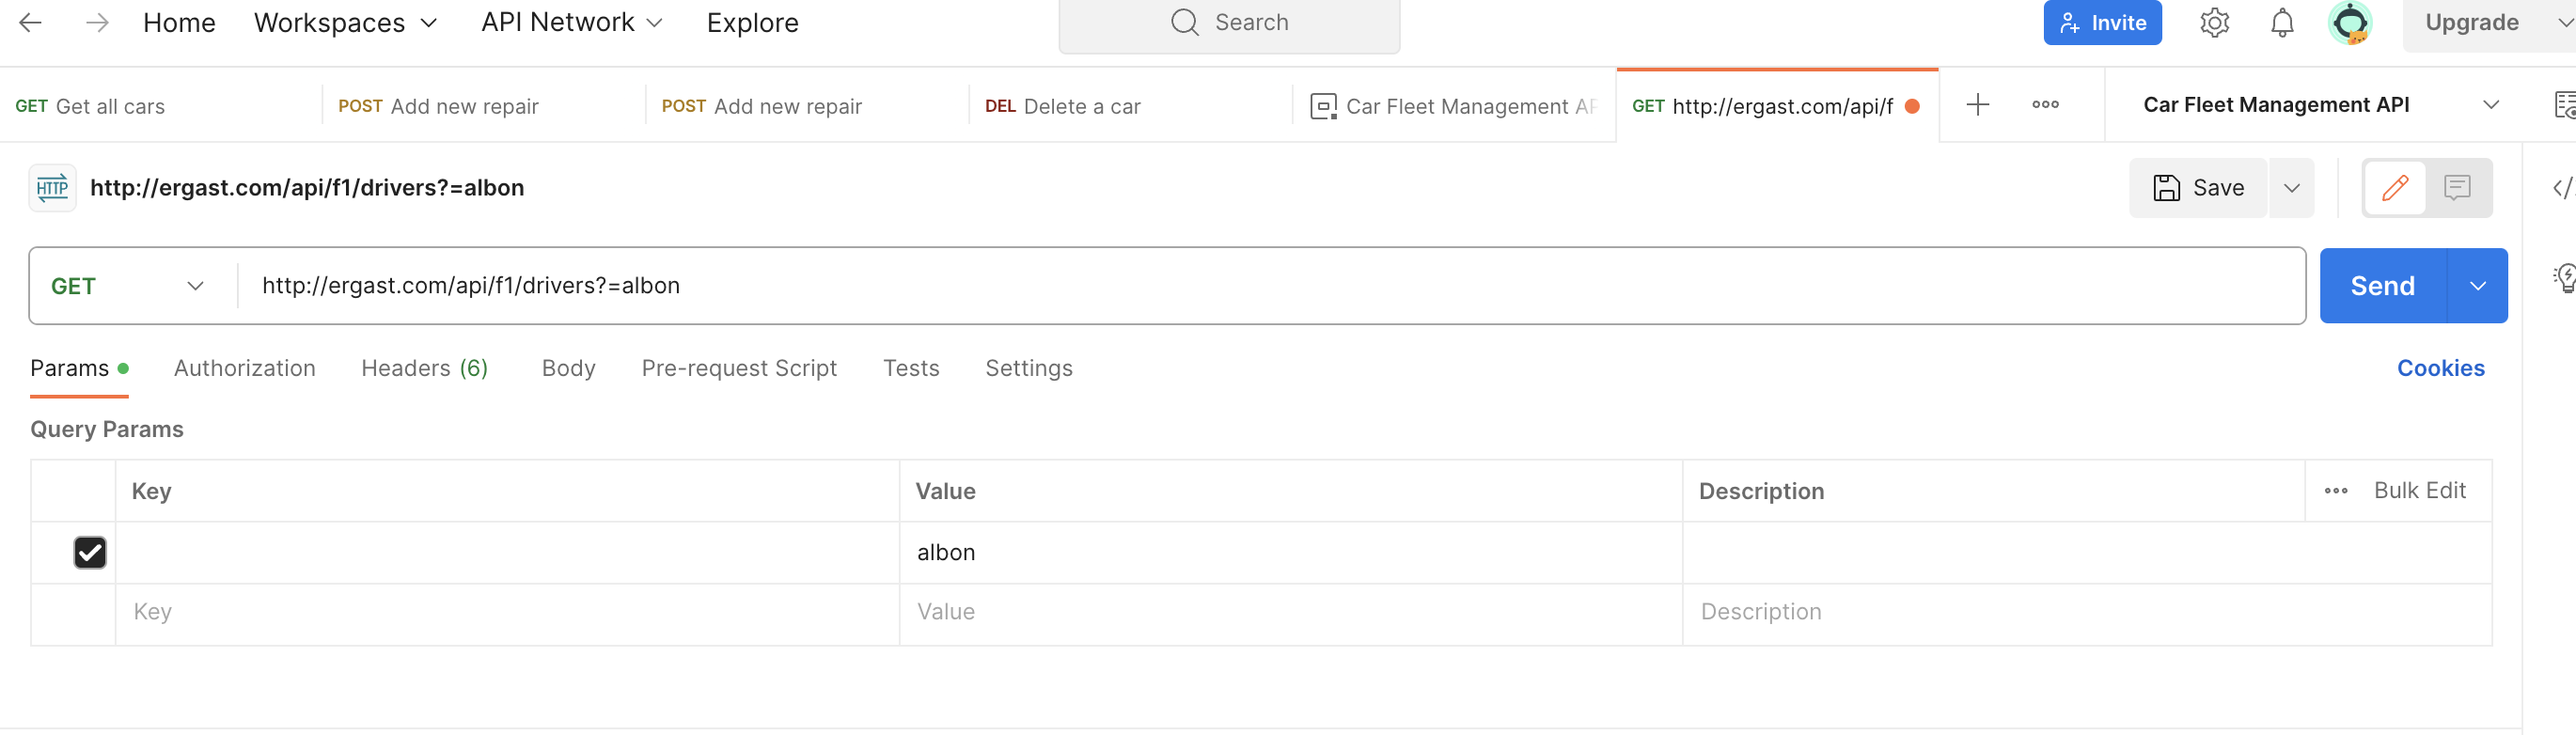 Home Workspaces API Network Explore Search Invite Upgrade
GET Get all cars POST Add new repair POST Add new repair DEL Delete a car Car Fleet Management AP GET http://ergast.com/api/f Car Fleet Management API
HTTP http://ergast.com/api/f1/drivers?=albon Save
GET http://ergast.com/api/f1/drivers?=albon Send
Params Authorization Headers (6) Body Pre-request Script Tests Settings Cookies
Query Params
Key Value Description Bulk Edit
albon
Key Value Description